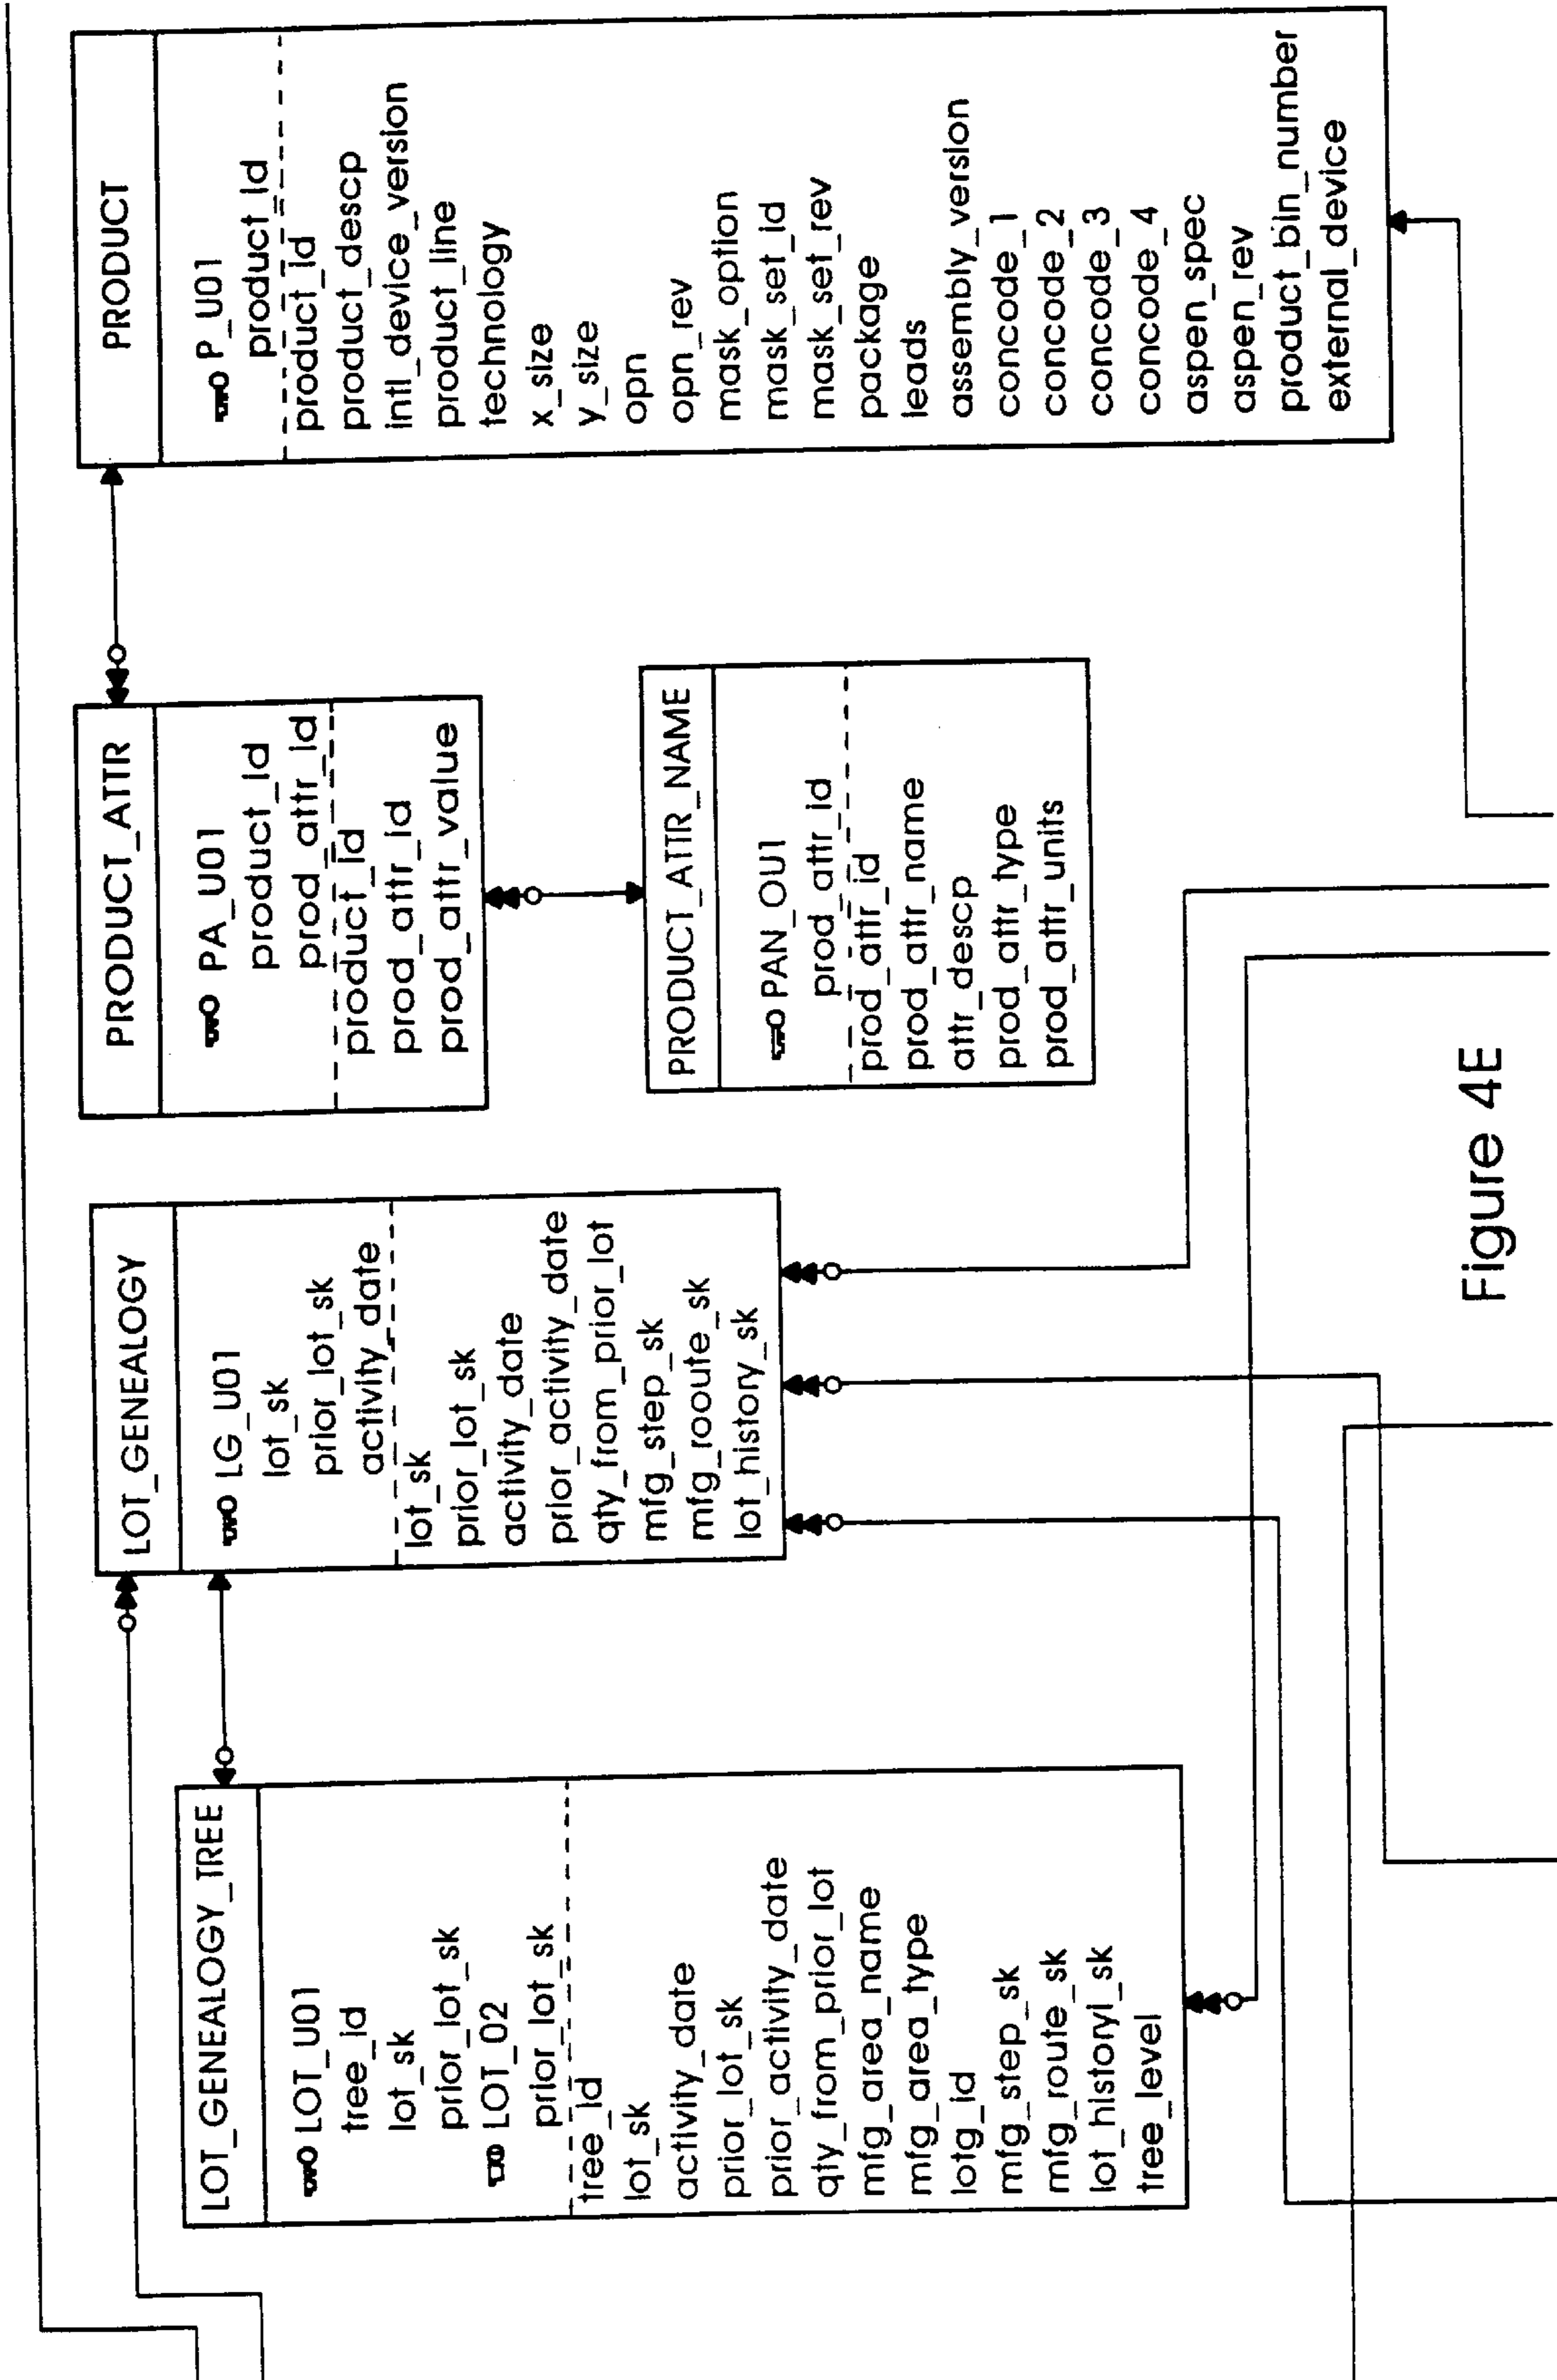 LOT_GENEALOGY_TREE
LOT_U01
tree_id
lot_sk
prior_lot_sk
LOT_02
prior_lot_sk
tree_id
lot_sk
activity_date
prior_lot_sk
prior_activity_date
qty_from_prior_lot
mfg_area_name
mfg_area_type
lotg_id
mfg_step_sk
mfg_route_sk
lot_historyl_sk
tree_level
LOT_GENEALOGY
LG_U01
lot_sk
prior_lot_sk
activity_date
lot_sk
prior_lot_sk
activity_date
prior_activity_date
qty_from_prior_lot
mfg_step_sk
mfg_rooute_sk
lot_history_sk
PRODUCT_ATTR
PA_U01
product_id
prod_attr_id
product_id
prod_attr_id
prod_attr_value
PRODUCT_ATTR_NAME
PAN_OU1
prod_attr_id
prod_attr_id
prod_attr_name
attr_descp
prod_attr_type
prod_attr_units
PRODUCT
P_U01
product_id
product_id
product_descp
intl_device_version
product_line
technology
x_size
y_size
opn
opn_rev
mask_option
mask_set_id
mask_set_rev
package
leads
assembly_version
concode_1
concode_2
concode_3
concode_4
aspen_spec
aspen_rev
product_bin_number
external_device
Figure 4E